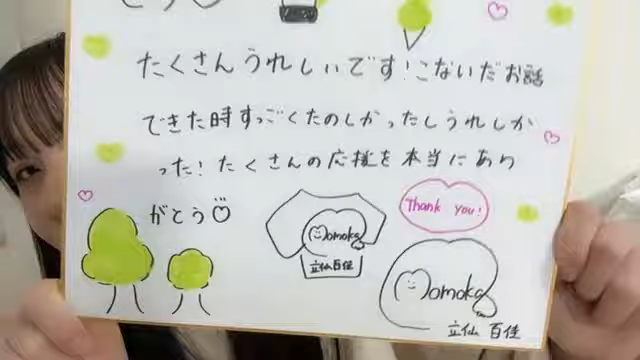 たくさんうれしいです!こないだお話
できた時すっごくたのしかったしうれしか
った!たくさんの応援を本当にあり
がとう
Thank you!
Momoka
立仙百佳
Momoka
立仙 百佳